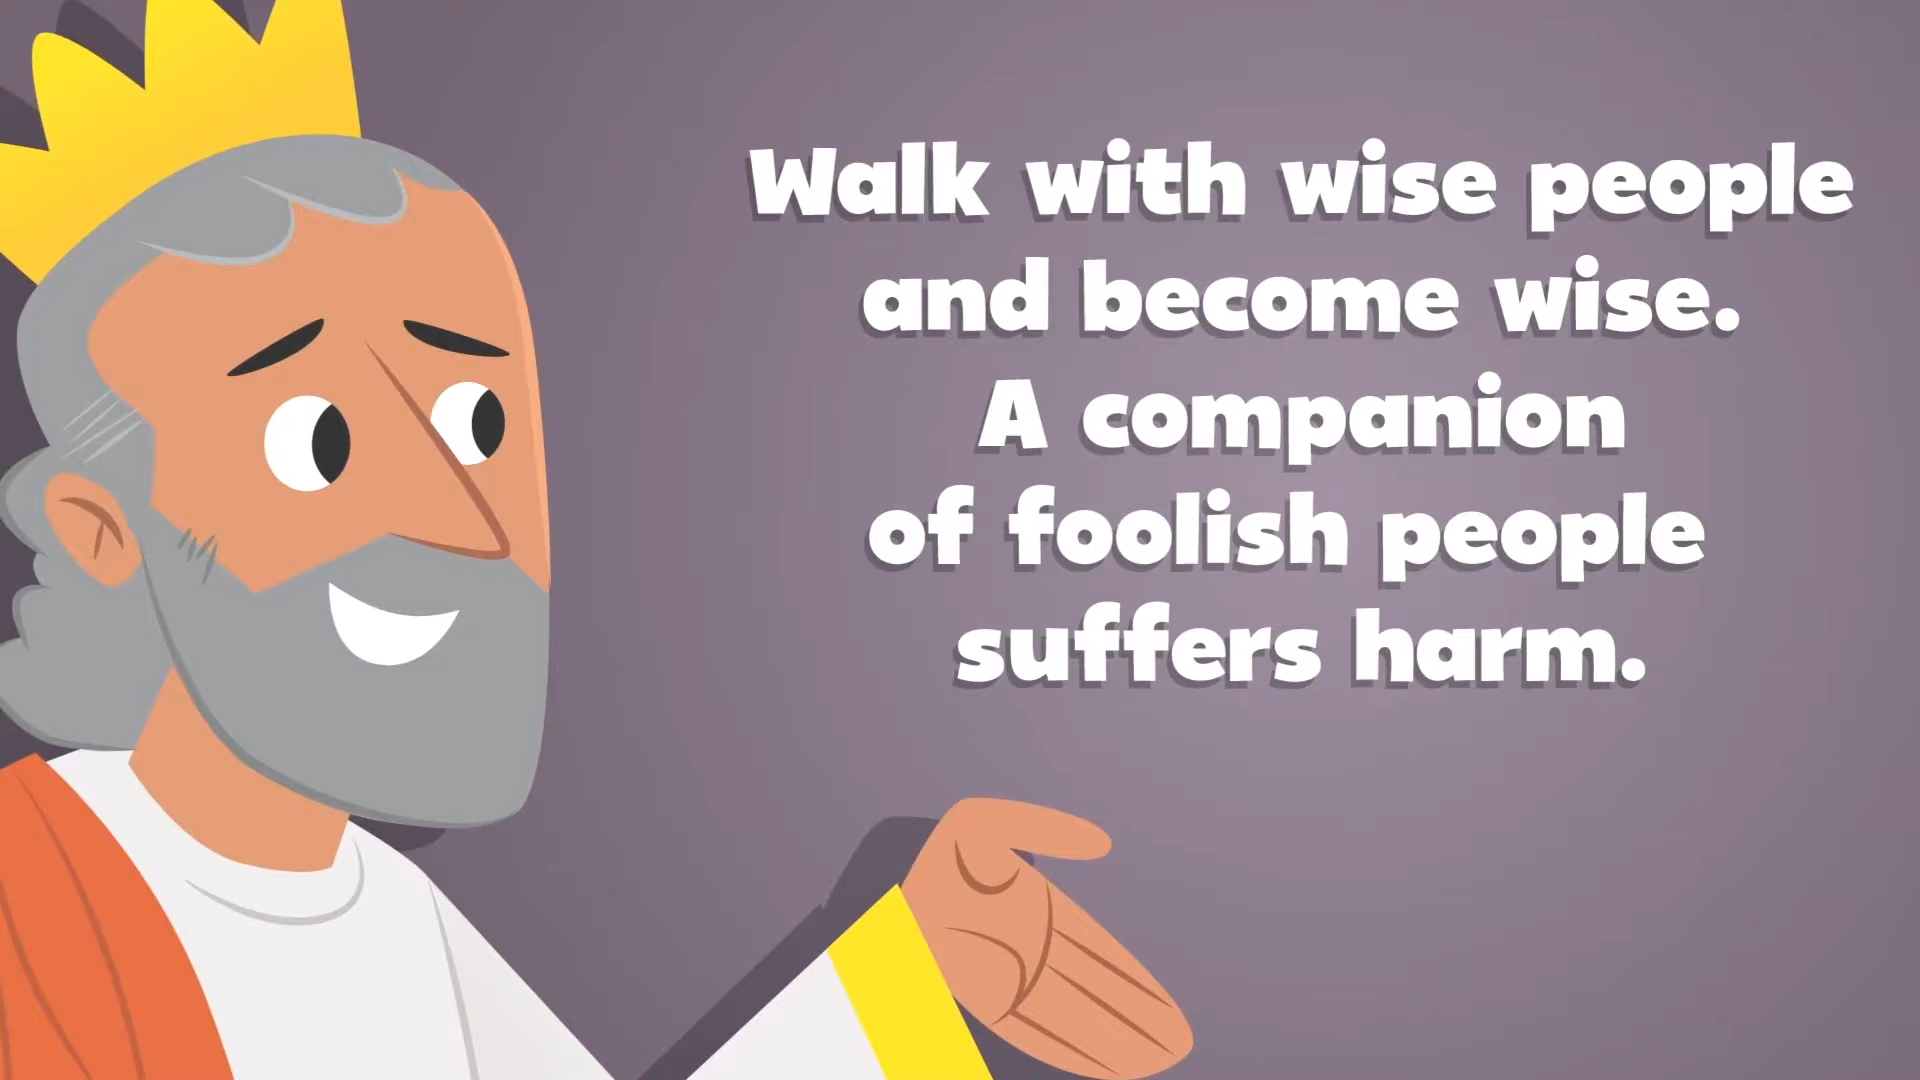 Walk with wise people
and become wise.
A companion
of foolish people
suffers harm.